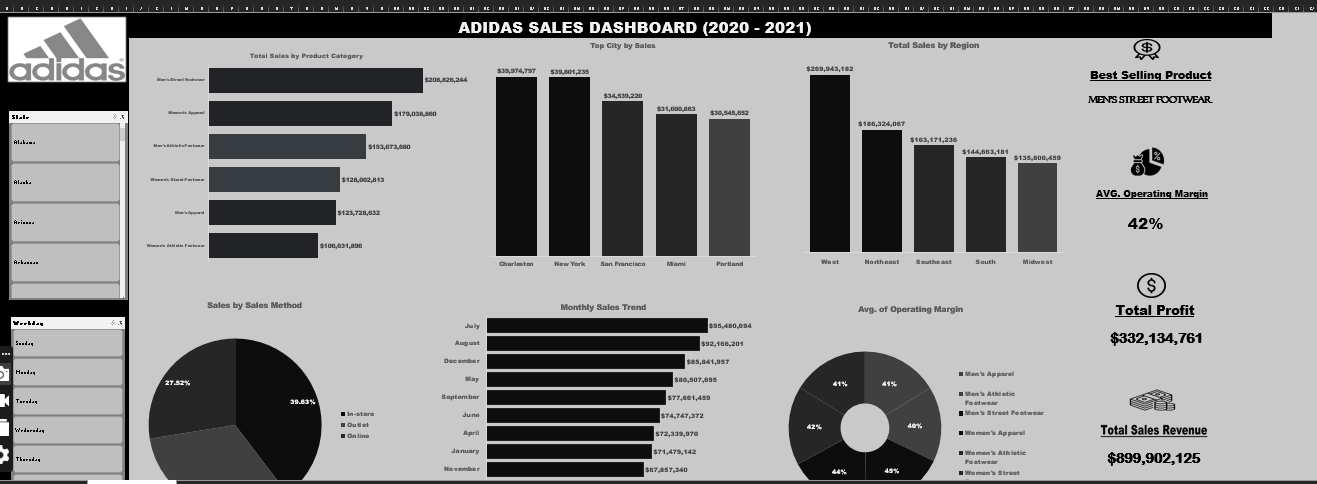 ADIDAS SALES DASHBOARD (2020 - 2021)
adidas
State
Alabama
Alaska
Arizona
Arkansas
Weekday
Sunday
Monday
Tuesday
Wednesday
Thursday
Total Sales by Product Category
Men's Street Footwear
$208,826,244
Women's Apparel
$179,038,860
Men's Athletic Footwear
$153,673,680
Women's Street Footwear
$128,002,813
Men's Apparel
$123,728,632
Women's Athletic Footwear
$106,631,896
Top City by Sales
$39,974,797
$39,801,235
$34,539,220
$31,600,863
$30,545,652
Charleston
New York
San Francisco
Miami
Portland
Total Sales by Region
$269,943,182
$186,324,067
$163,171,236
$144,663,181
$135,800,459
West
Northeast
Southeast
South
Midwest
Best Selling Product
MEN'S STREET FOOTWEAR
AVG. Operating Margin
42%
Total Profit
$332,134,761
Total Sales Revenue
$899,902,125
Sales by Sales Method
27.52%
39.63%
In-store
Outlet
Online
Monthly Sales Trend
July
$95,480,694
August
$92,166,201
December
$85,841,957
May
$80,507,695
September
$77,661,459
June
$74,747,372
April
$72,339,970
January
$71,479,142
November
$67,857,340
Avg. of Operating Margin
41%
41%
42%
40%
44%
45%
Men's Apparel
Men's Athletic
Footwear
Men's Street Footwear
Women's Apparel
Women's Athletic
Footwear
Women's Street